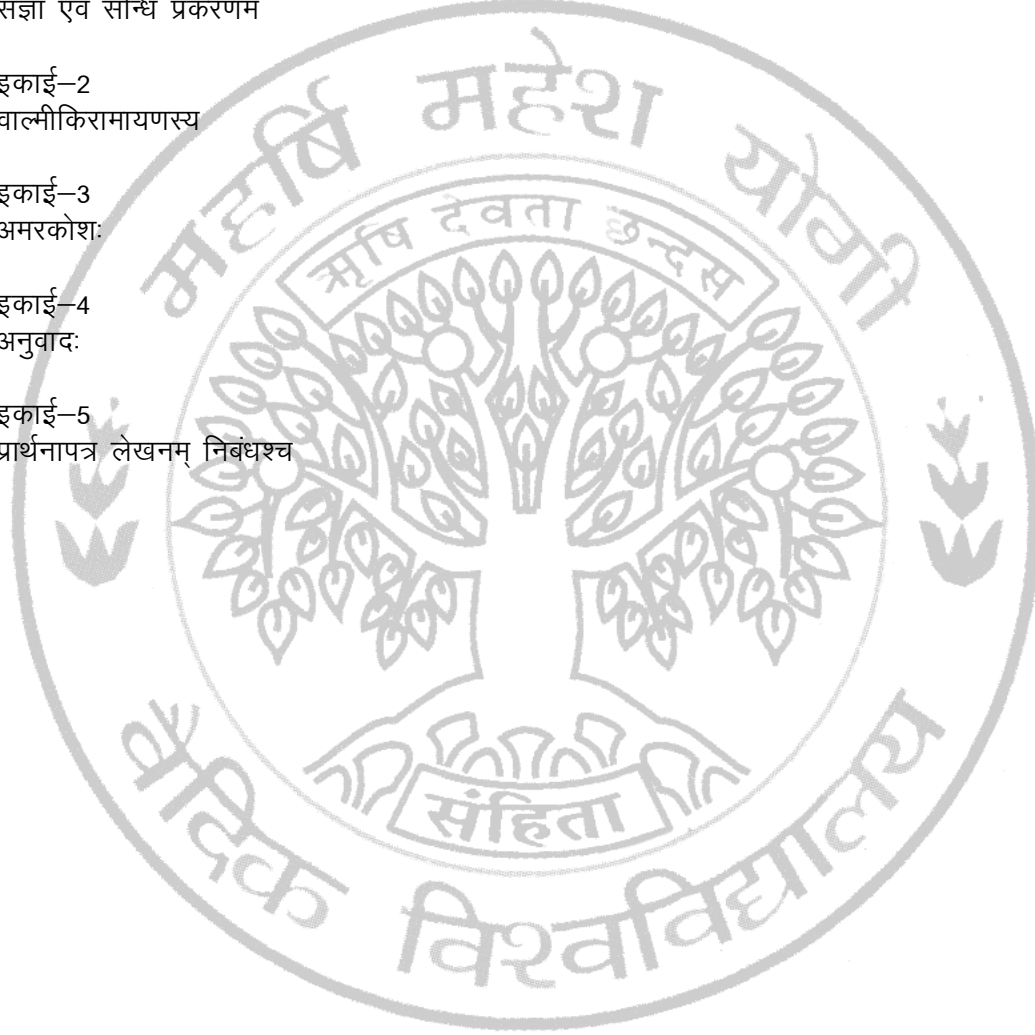 संज्ञा एवं सन्धि प्रकरणम
इकाई–2
वाल्मीकिरामायणस्य
इकाई–3
अमरकोशः
इकाई–4
अनुवादः
इकाई–5
प्रार्थनापत्र लेखनम् निबंधश्च
महर्षि महेश योगी
ऋषि देवता छन्दस
संहिता
वैदिक विश्वविद्यालय